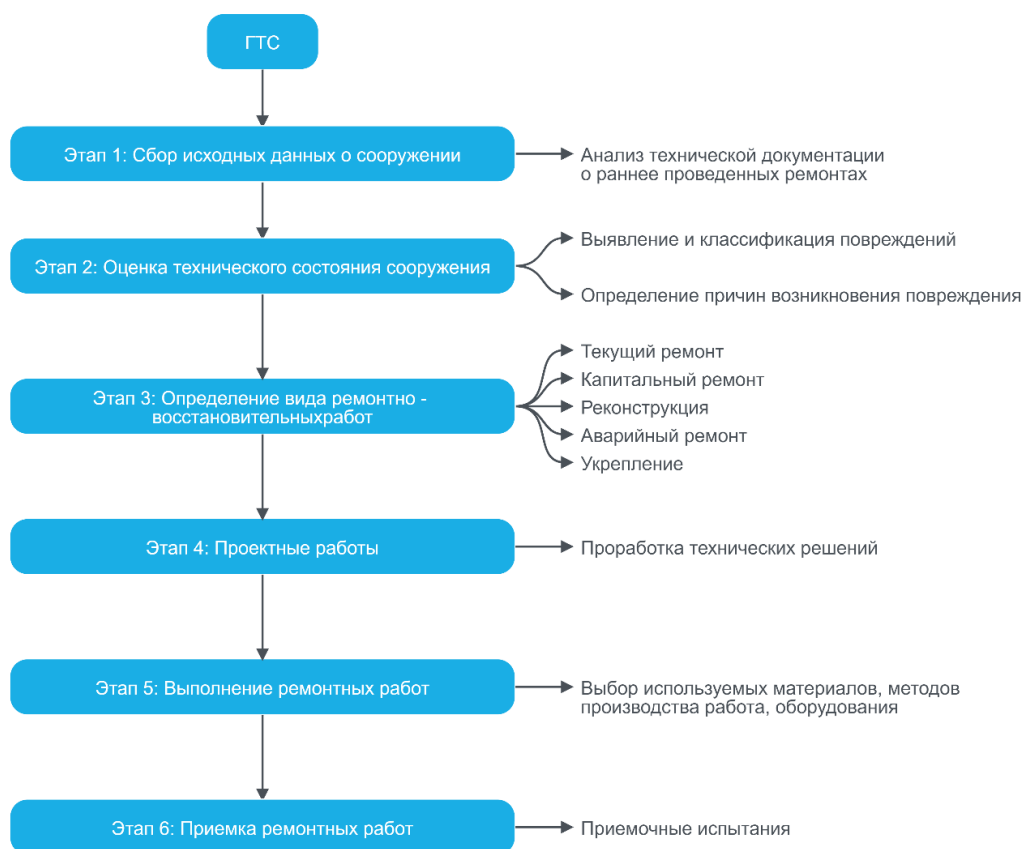 ГТС
Этап 1: Сбор исходных данных о сооружении
Анализ технической документации
о раннее проведенных ремонтах
Этап 2: Оценка технического состояния сооружения
Выявление и классификация повреждений
Определение причин возникновения повреждения
Этап 3: Определение вида ремонтно -
восстановительныхработ
Текущий ремонт
Капитальный ремонт
Реконструкция
Аварийный ремонт
Укрепление
Этап 4: Проектные работы
Проработка технических решений
Этап 5: Выполнение ремонтных работ
Выбор используемых материалов, методов
производства работа, оборудования
Этап 6: Приемка ремонтных работ
Приемочные испытания